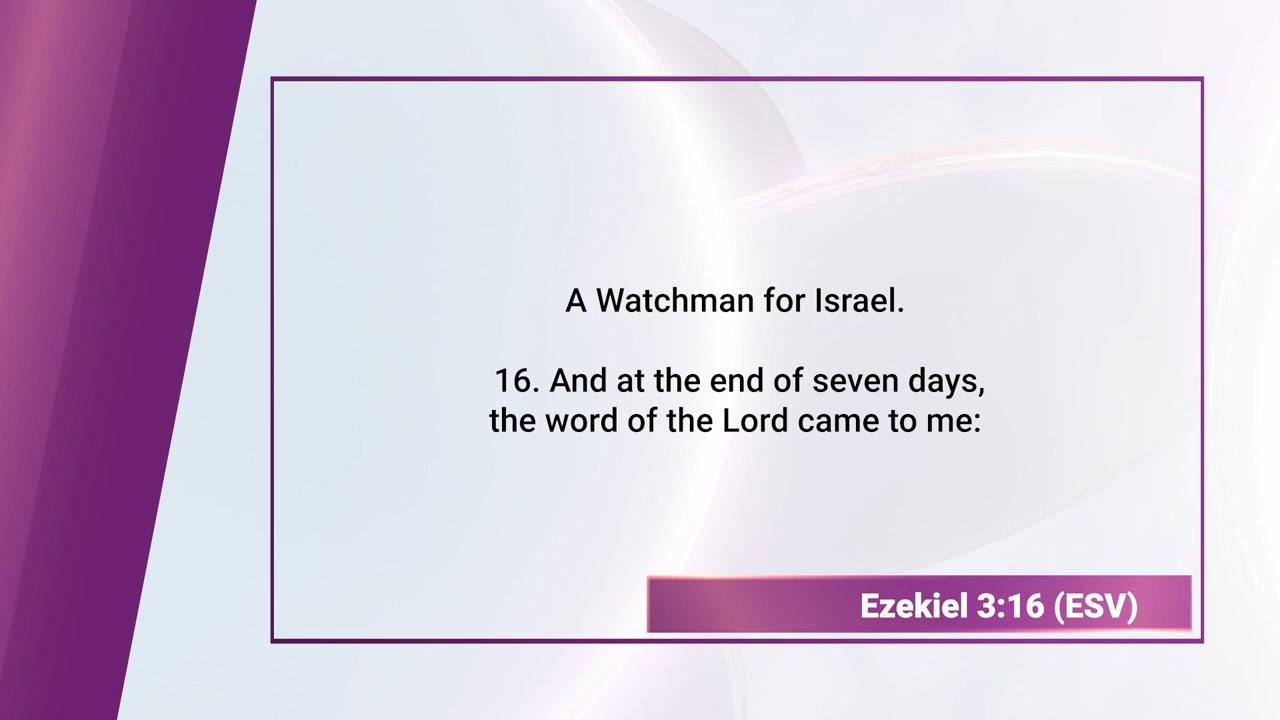 A Watchman for Israel.
16. And at the end of seven days,
the word of the Lord came to me:
Ezekiel 3:16 (ESV)